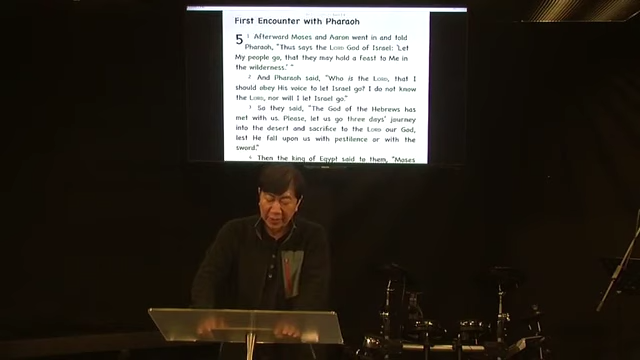 First Encounter with Pharaoh
5 1 Afterward Moses and Aaron went in and told
Pharaoh, "Thus says the LORD God of Israel: 'Let
My people go, that they may hold a feast to Me in
the wilderness.' "
2 And Pharaoh said, "Who is the LORD, that I
should obey His voice to let Israel go? I do not know
the LORD, nor will I let Israel go."
3 So they said, "The God of the Hebrews has
met with us. Please, let us go three days' journey
into the desert and sacrifice to the LORD our God,
lest He fall upon us with pestilence or with the
sword."
4 Then the king of Egypt said to them, "Moses